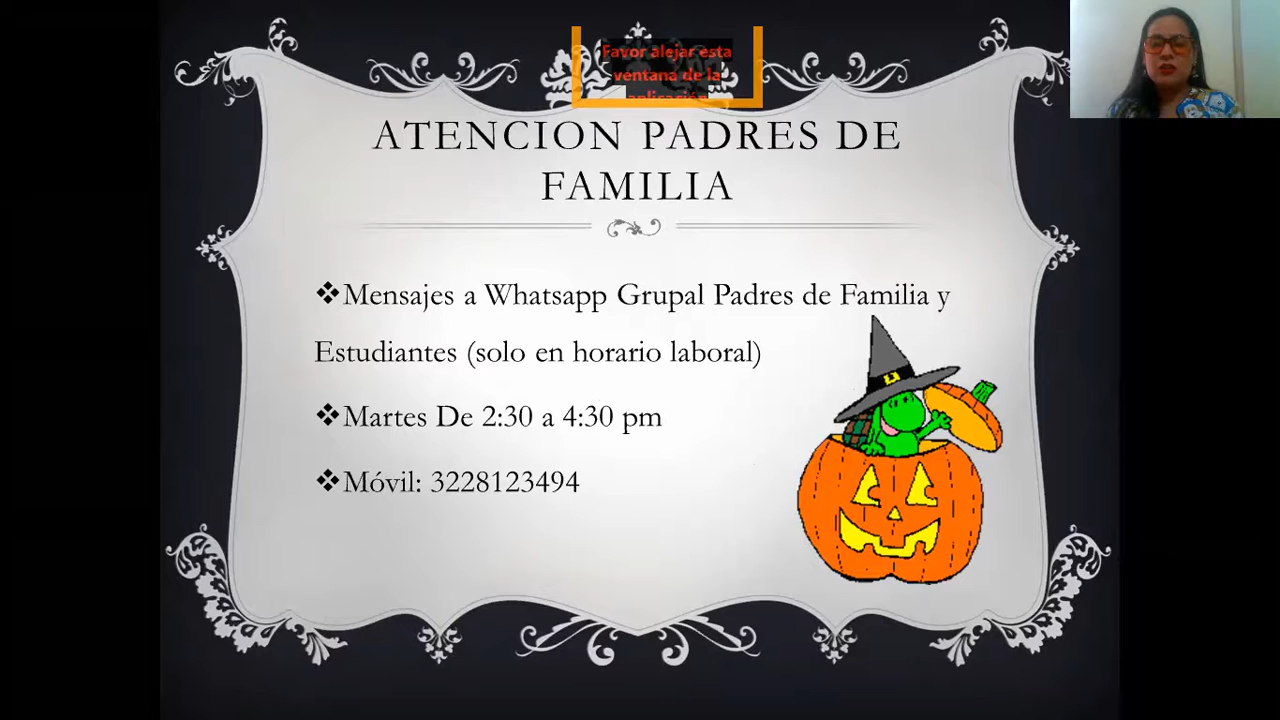 Favor alejar esta
ventana de la
aplicación
ATENCION PADRES DE
FAMILIA
❖Mensajes a Whatsapp Grupal Padres de Familia y
Estudiantes (solo en horario laboral)
❖Martes De 2:30 a 4:30 pm
❖Móvil: 3228123494